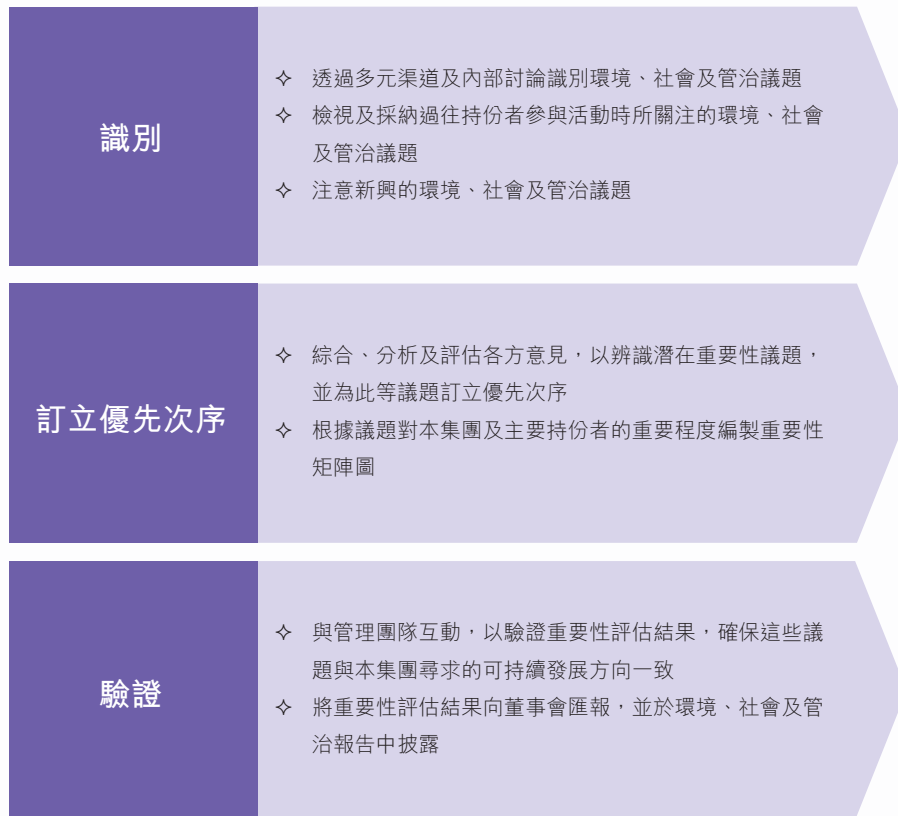 識別
✧ 透過多元渠道及內部討論識別環境、社會及管治議題
✧ 檢視及採納過往持份者參與活動時所關注的環境、社會
及管治議題
✧ 注意新興的環境、社會及管治議題
訂立優先次序
✧ 綜合、分析及評估各方意見，以辨識潛在重要性議題，
並為此等議題訂立優先次序
✧ 根據議題對本集團及主要持份者的重要程度編製重要性
矩陣圖
驗證
✧ 與管理團隊互動，以驗證重要性評估結果，確保這些議
題與本集團尋求的可持續發展方向一致
✧ 將重要性評估結果向董事會匯報，並於環境、社會及管
治報告中披露